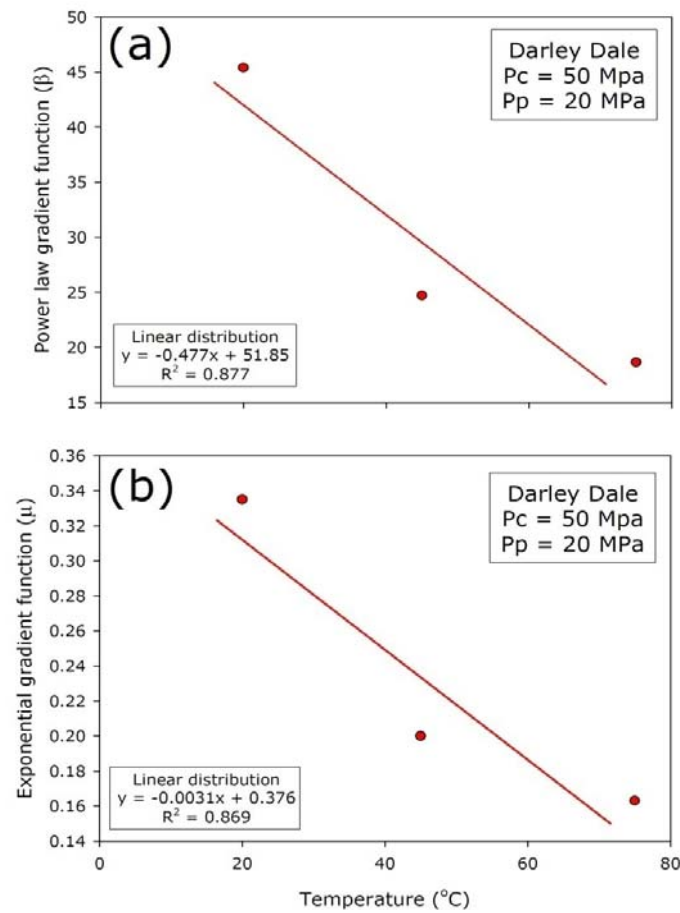 (a)
Darley Dale
Pc = 50 Mpa
Pp = 20 MPa
Power law gradient function (β)
50
45
40
35
30
25
20
15
Linear distribution
y = -0.477x + 51.85
R² = 0.877
(b)
Darley Dale
Pc = 50 Mpa
Pp = 20 MPa
Exponential gradient function (μ)
0.36
0.34
0.32
0.28
0.26
0.24
0.22
0.20
0.18
0.16
0.14
Linear distribution
y = -0.0031x + 0.376
R² = 0.869
0
20
40
60
80
Temperature (°C)